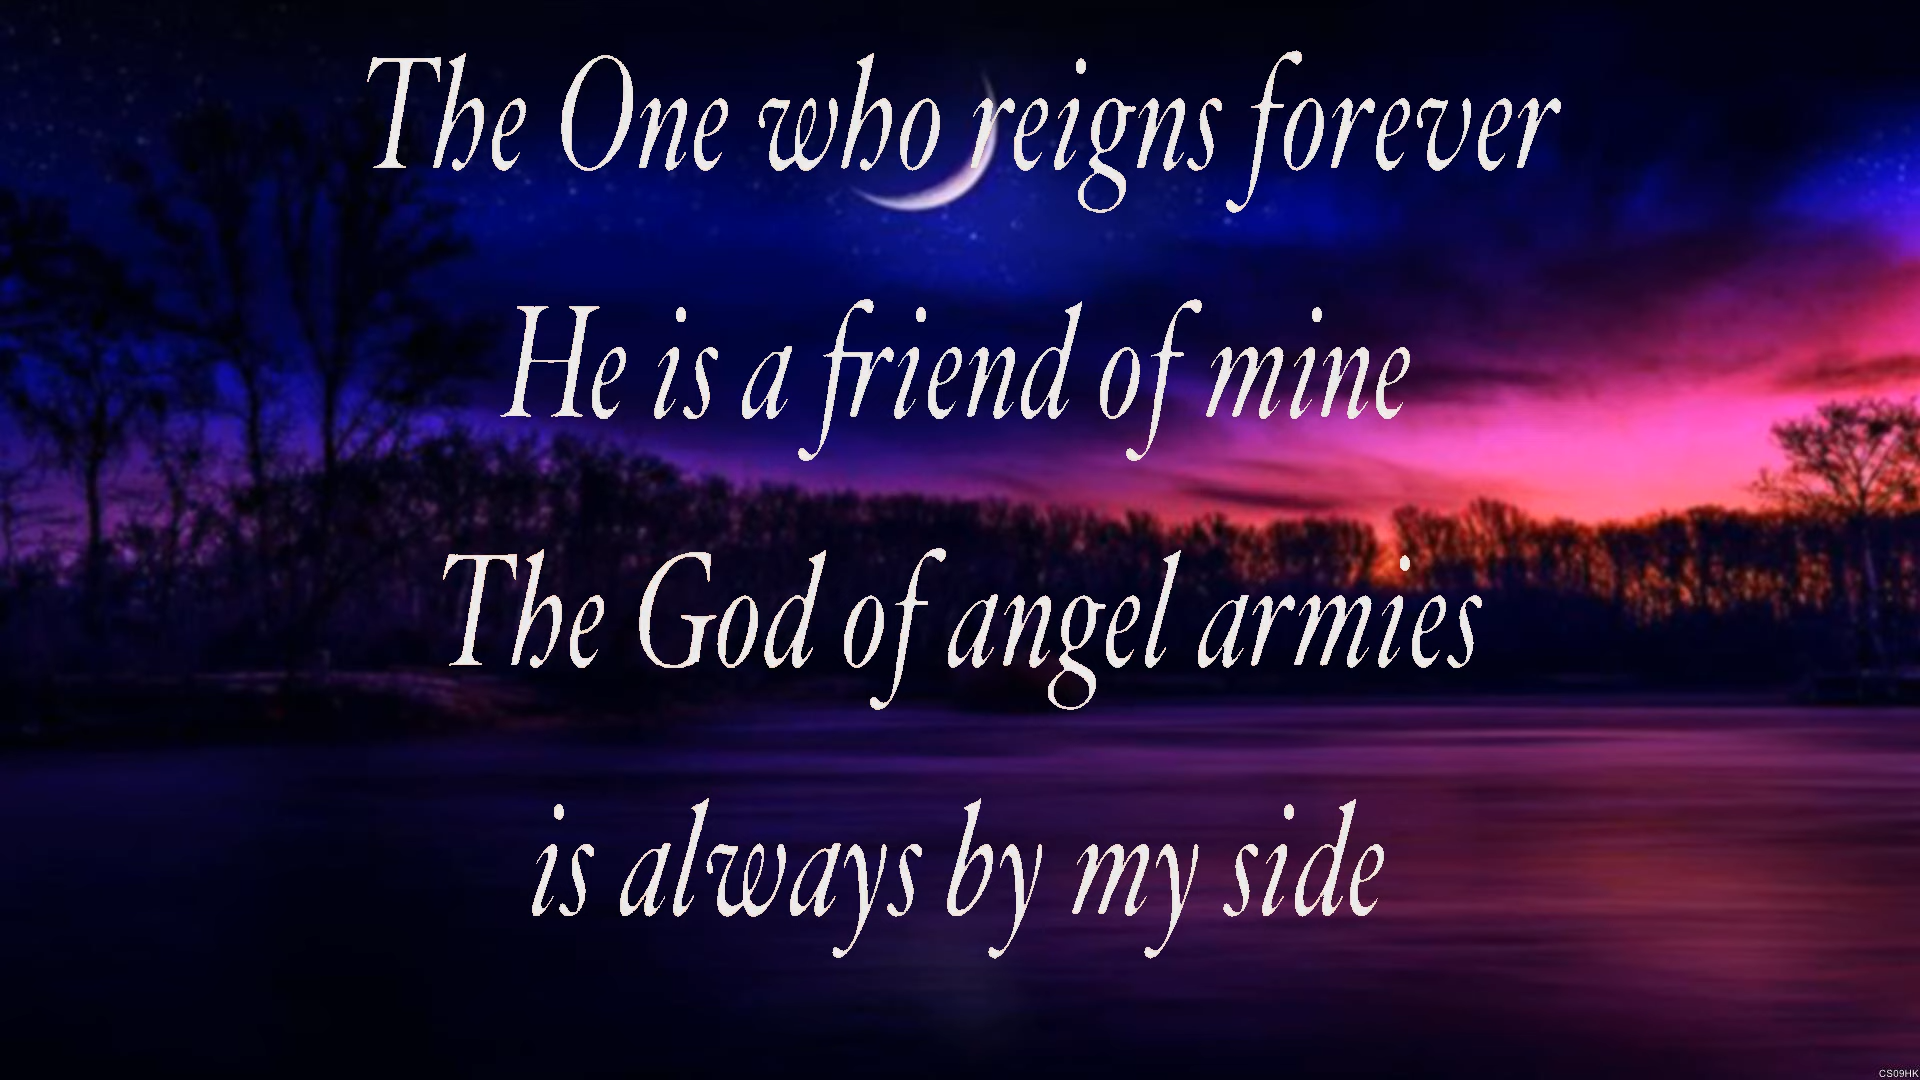 The One who reigns forever
He is a friend of mine
The God of angel armies
is always by my side
CS09HK